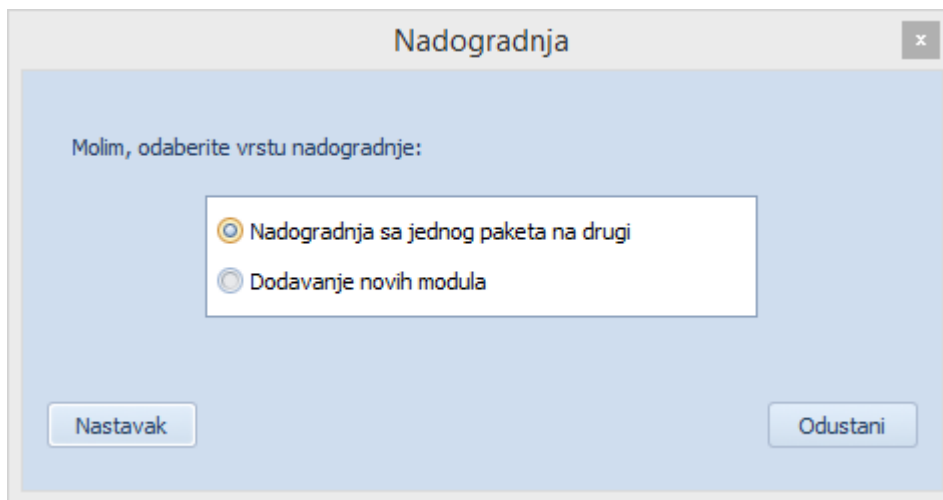 Nadogradnja
x
Molim, odaberite vrstu nadogradnje:
Nadogradnja sa jednog paketa na drugi
Dodavanje novih modula
Nastavak
Odustani